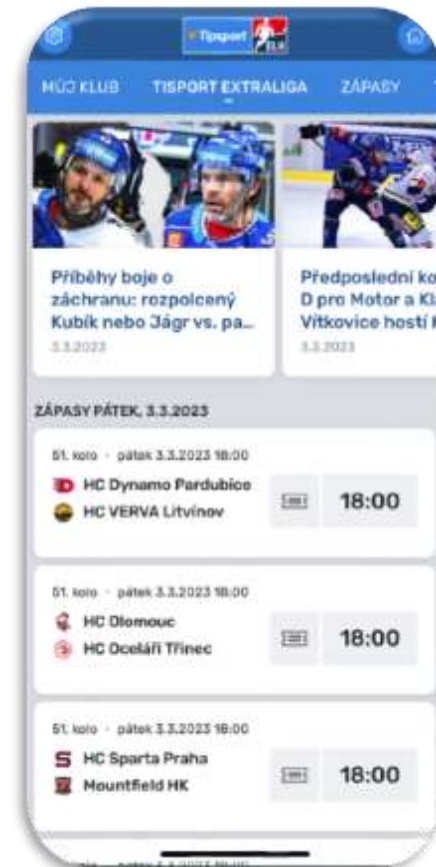 Tipsport
ELH
MŮJ KLUB TISPORT EXTRALIGA ZÁPASY
Příběhy boje o
záchranu: rozpolcený
Kubík nebo Jágr vs. pa...
3.3.2023
Předposlední ko
D pro Motor a Kla
Vítkovice hostí
3.3.2023
ZÁPASY PÁTEK, 3.3.2023
51. kolo - pátek 3.3.2023 18:00
HC Dynamo Pardubice
HC VERVA Litvínov
18:00
51. kolo - pátek 3.3.2023 18:00
HC Olomouc
HC Oceláři Třinec
18:00
51. kolo - pátek 3.3.2023 18:00
HC Sparta Praha
Mountfield HK
18:00